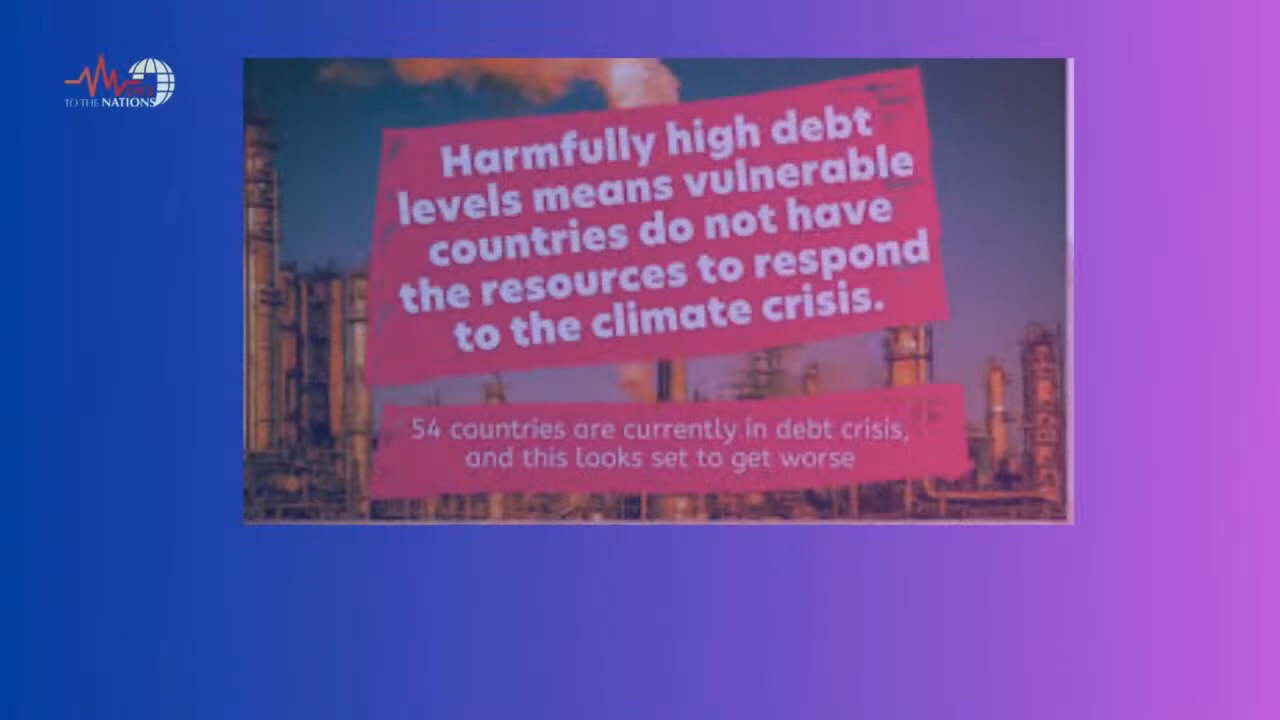 TO THE NATIONS
Harmfully high debt
levels means vulnerable
countries do not have
the resources to respond
to the climate crisis.
54 countries are currently in debt crisis,
and this looks set to get worse